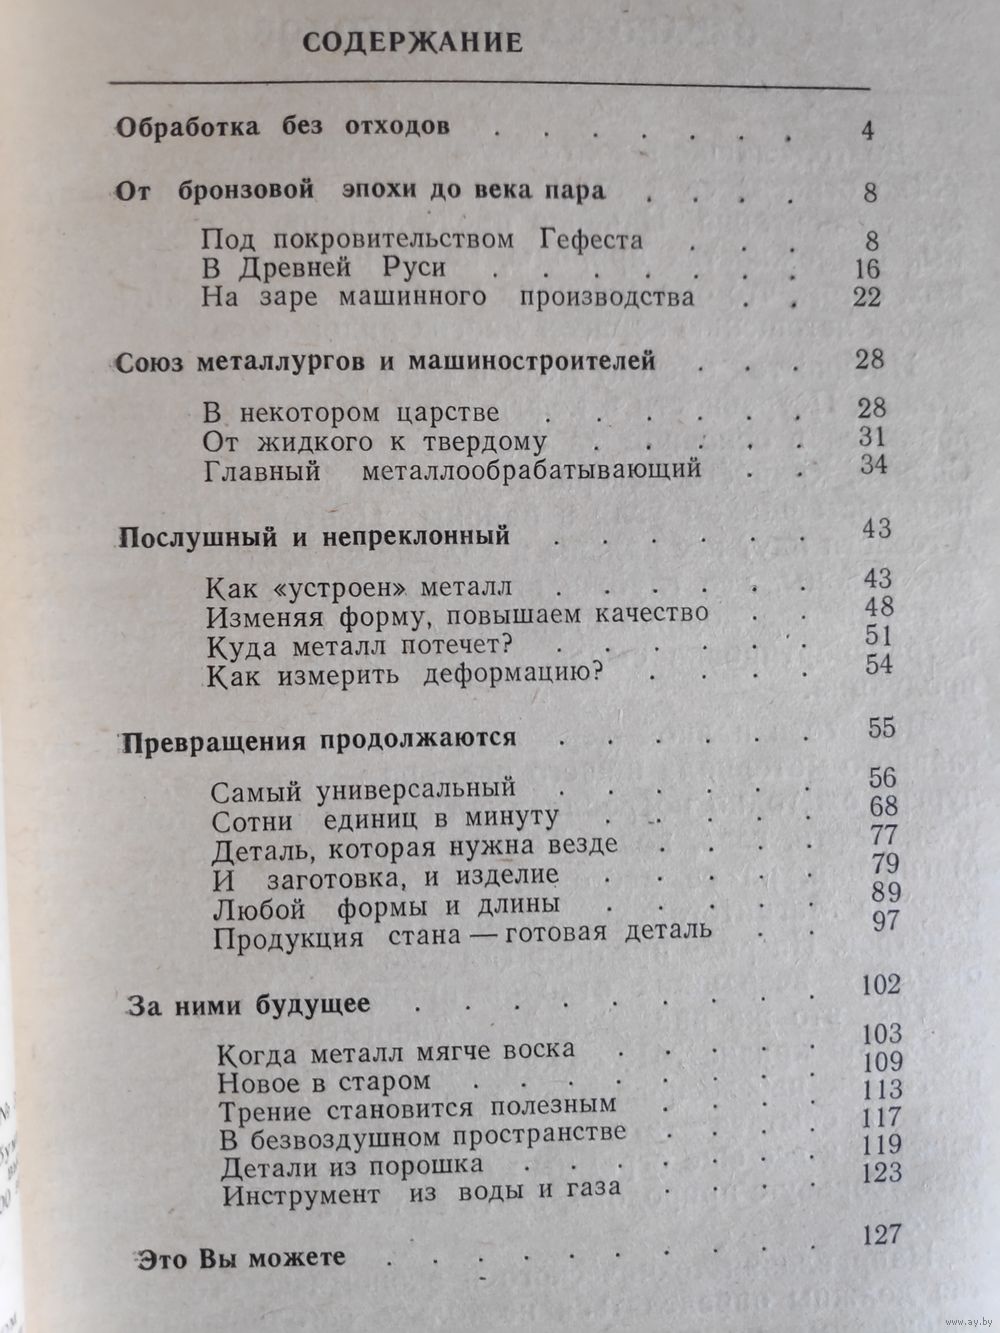 СОДЕРЖАНИЕ
Обработка без отходов . . . . . . . 4
От бронзовой эпохи до века пара . . . . 8
Под покровительством Гефеста . . . 8
В Древней Руси . . . . . . . 16
На заре машинного производства . . 22
Союз металлургов и машиностроителей . . . 28
В некотором царстве . . . . . . 28
От жидкого к твердому . . . . . 31
Главный металлообрабатывающий . . 34
Послушный и непреклонный . . . . . . 43
Как «устроен» металл . . . . . . 43
Изменяя форму, повышаем качество . . 48
Куда металл потечет? . . . . . . 51
Как измерить деформацию? . . . . 54
Превращения продолжаются . . . . . . 55
Самый универсальный . . . . . . 56
Сотни единиц в минуту . . . . . 68
Деталь, которая нужна везде . . . . 77
И заготовка, и изделие . . . . . 79
Любой формы и длины . . . . . 89
Продукция стана — готовая деталь . . 97
За ними будущее . . . . . . . . . 102
Когда металл мягче воска . . . . . 103
Новое в старом . . . . . . . . 109
Трение становится полезным . . . . 113
В безвоздушном пространстве . . . . 117
Детали из порошка . . . . . . . 119
Инструмент из воды и газа . . . . 123
Это Вы можете . . . . . . . . . . 127
www.ay.by